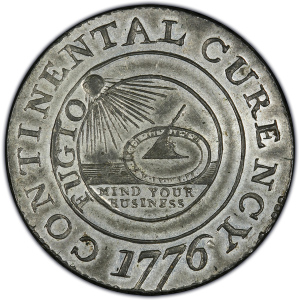 CONTINENTAL CURENCY
1776
FUGIO
MIND YOUR
BUSINESS